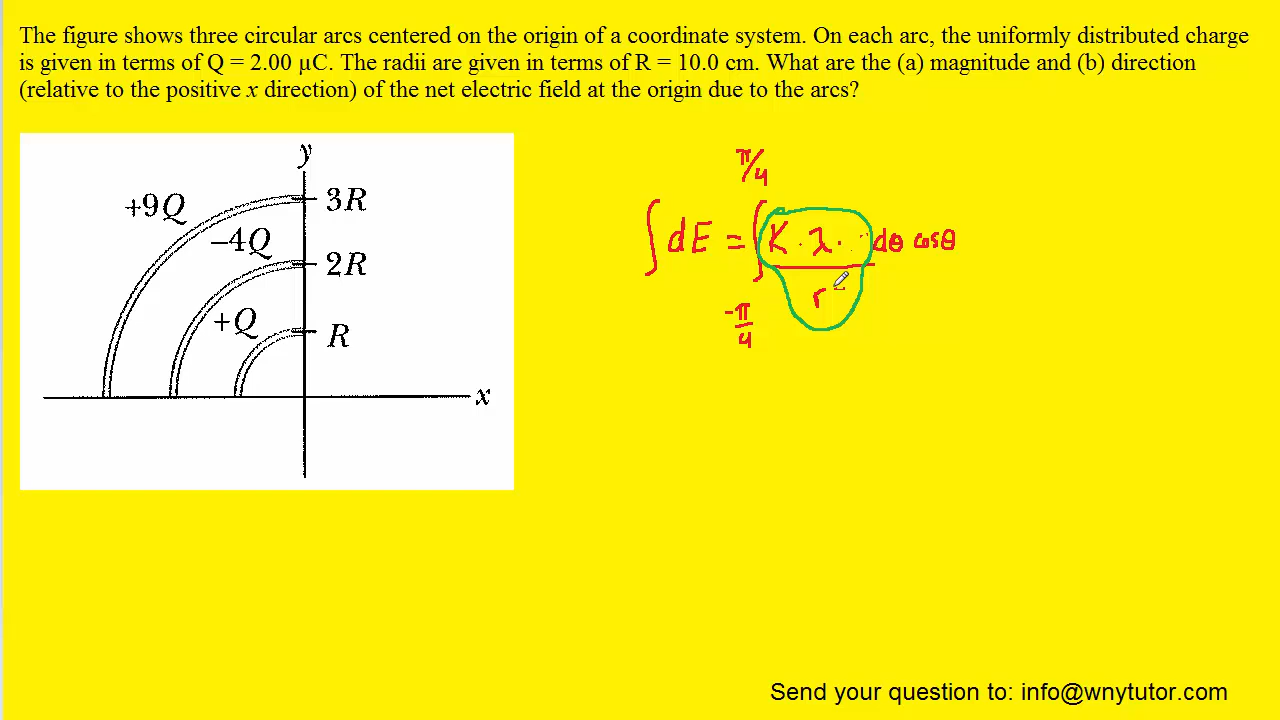 The figure shows three circular arcs centered on the origin of a coordinate system. On each arc, the uniformly distributed charge
is given in terms of Q = 2.00 µC. The radii are given in terms of R = 10.0 cm. What are the (a) magnitude and (b) direction
(relative to the positive x direction) of the net electric field at the origin due to the arcs?
y
+9Q
3R
−4Q
2R
+Q
R
x
π/4
∫dE = ∫ K · λ · dθ cosθ
r
-π/4
Send your question to: info@wnytutor.com